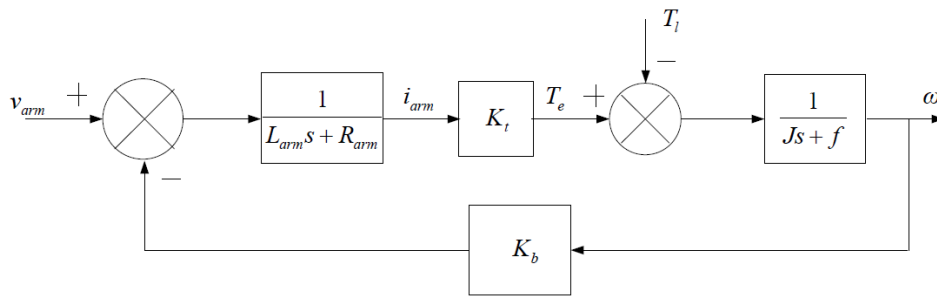 T_l
−
v_arm
+
1
L_arm s + R_arm
i_arm
K_t
T_e
+
1
Js + f
ω
−
K_b